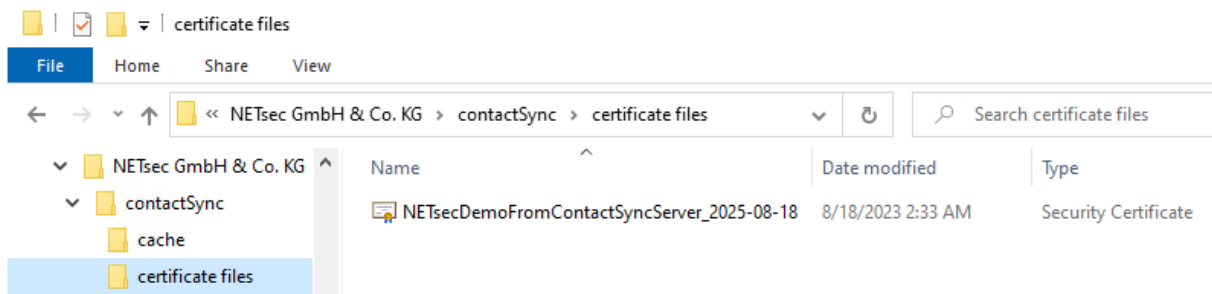 certificate files
File Home Share View
« NETsec GmbH & Co. KG > contactSync > certificate files Search certificate files
NETsec GmbH & Co. KG Name Date modified Type
contactSync NETsecDemoFromContactSyncServer_2025-08-18 8/18/2023 2:33 AM Security Certificate
cache
certificate files